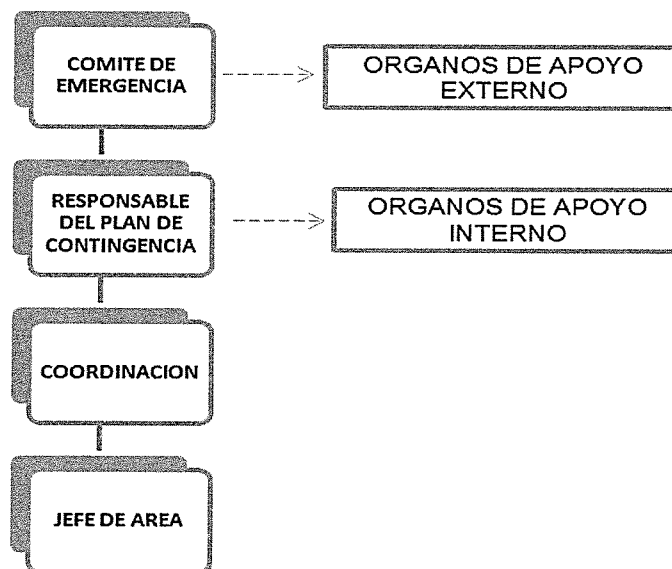 COMITE DE
EMERGENCIA
ORGANOS DE APOYO
EXTERNO
RESPONSABLE
DEL PLAN DE
CONTINGENCIA
ORGANOS DE APOYO
INTERNO
COORDINACION
JEFE DE AREA